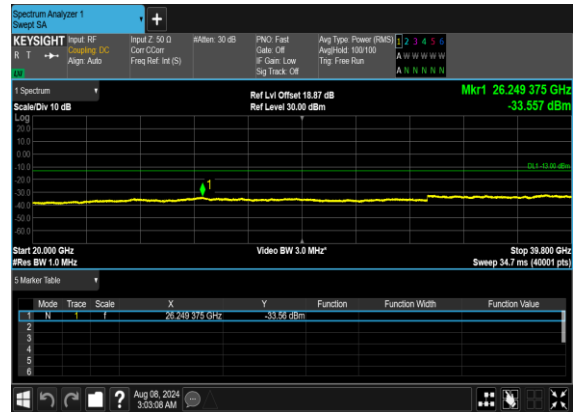 Spectrum Analyzer 1
Swept SA
+
KEYSIGHT Input: RF Input Z: 50 Ω #Atten: 30 dB PNO: Fast Avg Type: Power (RMS) 1 2 3 4 5 6
R T Coupling: DC Corr CCorr Gate: Off Avg|Hold: 100/100 A W W W W W
Align: Auto Freq Ref: Int (S) IF Gain: Low Trig: Free Run
Sig Track: Off A N N N N N
LXI
1 Spectrum Ref Lvl Offset 18.87 dB Mkr1 26.249 375 GHz
Scale/Div 10 dB Ref Level 30.00 dBm -33.557 dBm
Log
20.0
10.0
0.00
-10.0
DL1 -13.00 dBm
-20.0
1
-30.0
-40.0
-50.0
-60.0
Start 20.000 GHz Video BW 3.0 MHz* Stop 39.800 GHz
#Res BW 1.0 MHz Sweep 34.7 ms (40001 pts)
5 Marker Table
Mode Trace Scale X Y Function Function Width Function Value
1 N 1 f 26.249 375 GHz -33.56 dBm
2
3
4
5
6
? Aug 08, 2024
3:03:08 AM